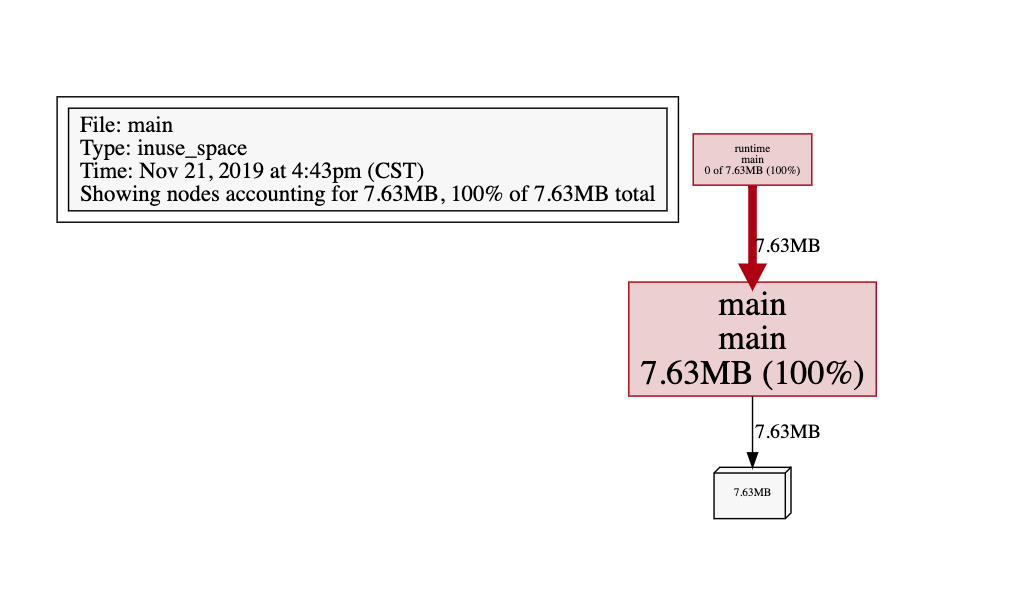 File: main
Type: inuse_space
Time: Nov 21, 2019 at 4:43pm (CST)
Showing nodes accounting for 7.63MB, 100% of 7.63MB total
runtime
main
0 of 7.63MB (100%)
7.63MB
main
main
7.63MB (100%)
7.63MB
7.63MB